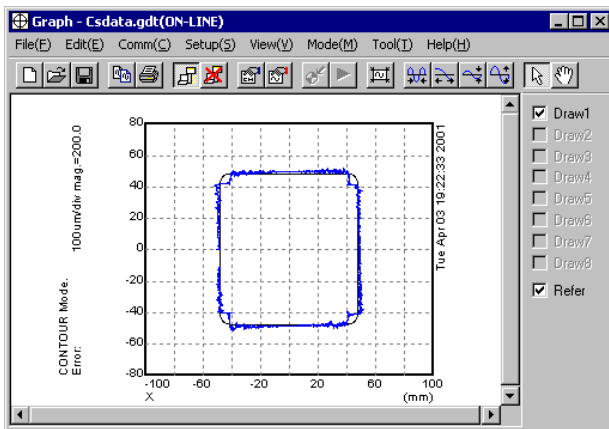 Graph - Csdata.gdt(ON-LINE)
File(F) Edit(E) Comm(C) Setup(S) View(V) Mode(M) Tool(T) Help(H)
80
60
40
20
0
-20
-40
-60
-80
-100 -60 -20 20 60 100
X (mm)
100um/div mag.=200.0
CONTOUR Mode.
Error:
Tue Apr 03 19:22:33 2001
Draw1
Draw2
Draw3
Draw4
Draw5
Draw6
Draw7
Draw8
Refer